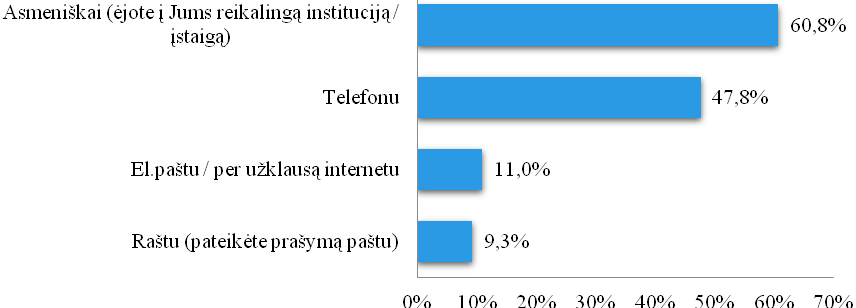 Asmeniškai (ėjote į Jums reikalingą instituciją /
įstaigą)
60,8%
Telefonu
47,8%
El.paštu / per užklausą internetu
11,0%
Raštu (pateikėte prašymą paštu)
9,3%
0% 10% 20% 30% 40% 50% 60% 70%